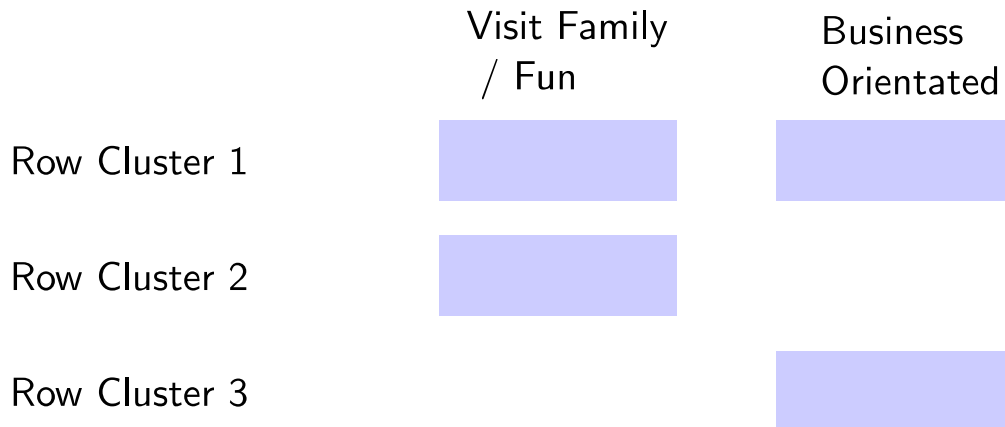 Visit Family
/ Fun
Business
Orientated
Row Cluster 1
Row Cluster 2
Row Cluster 3